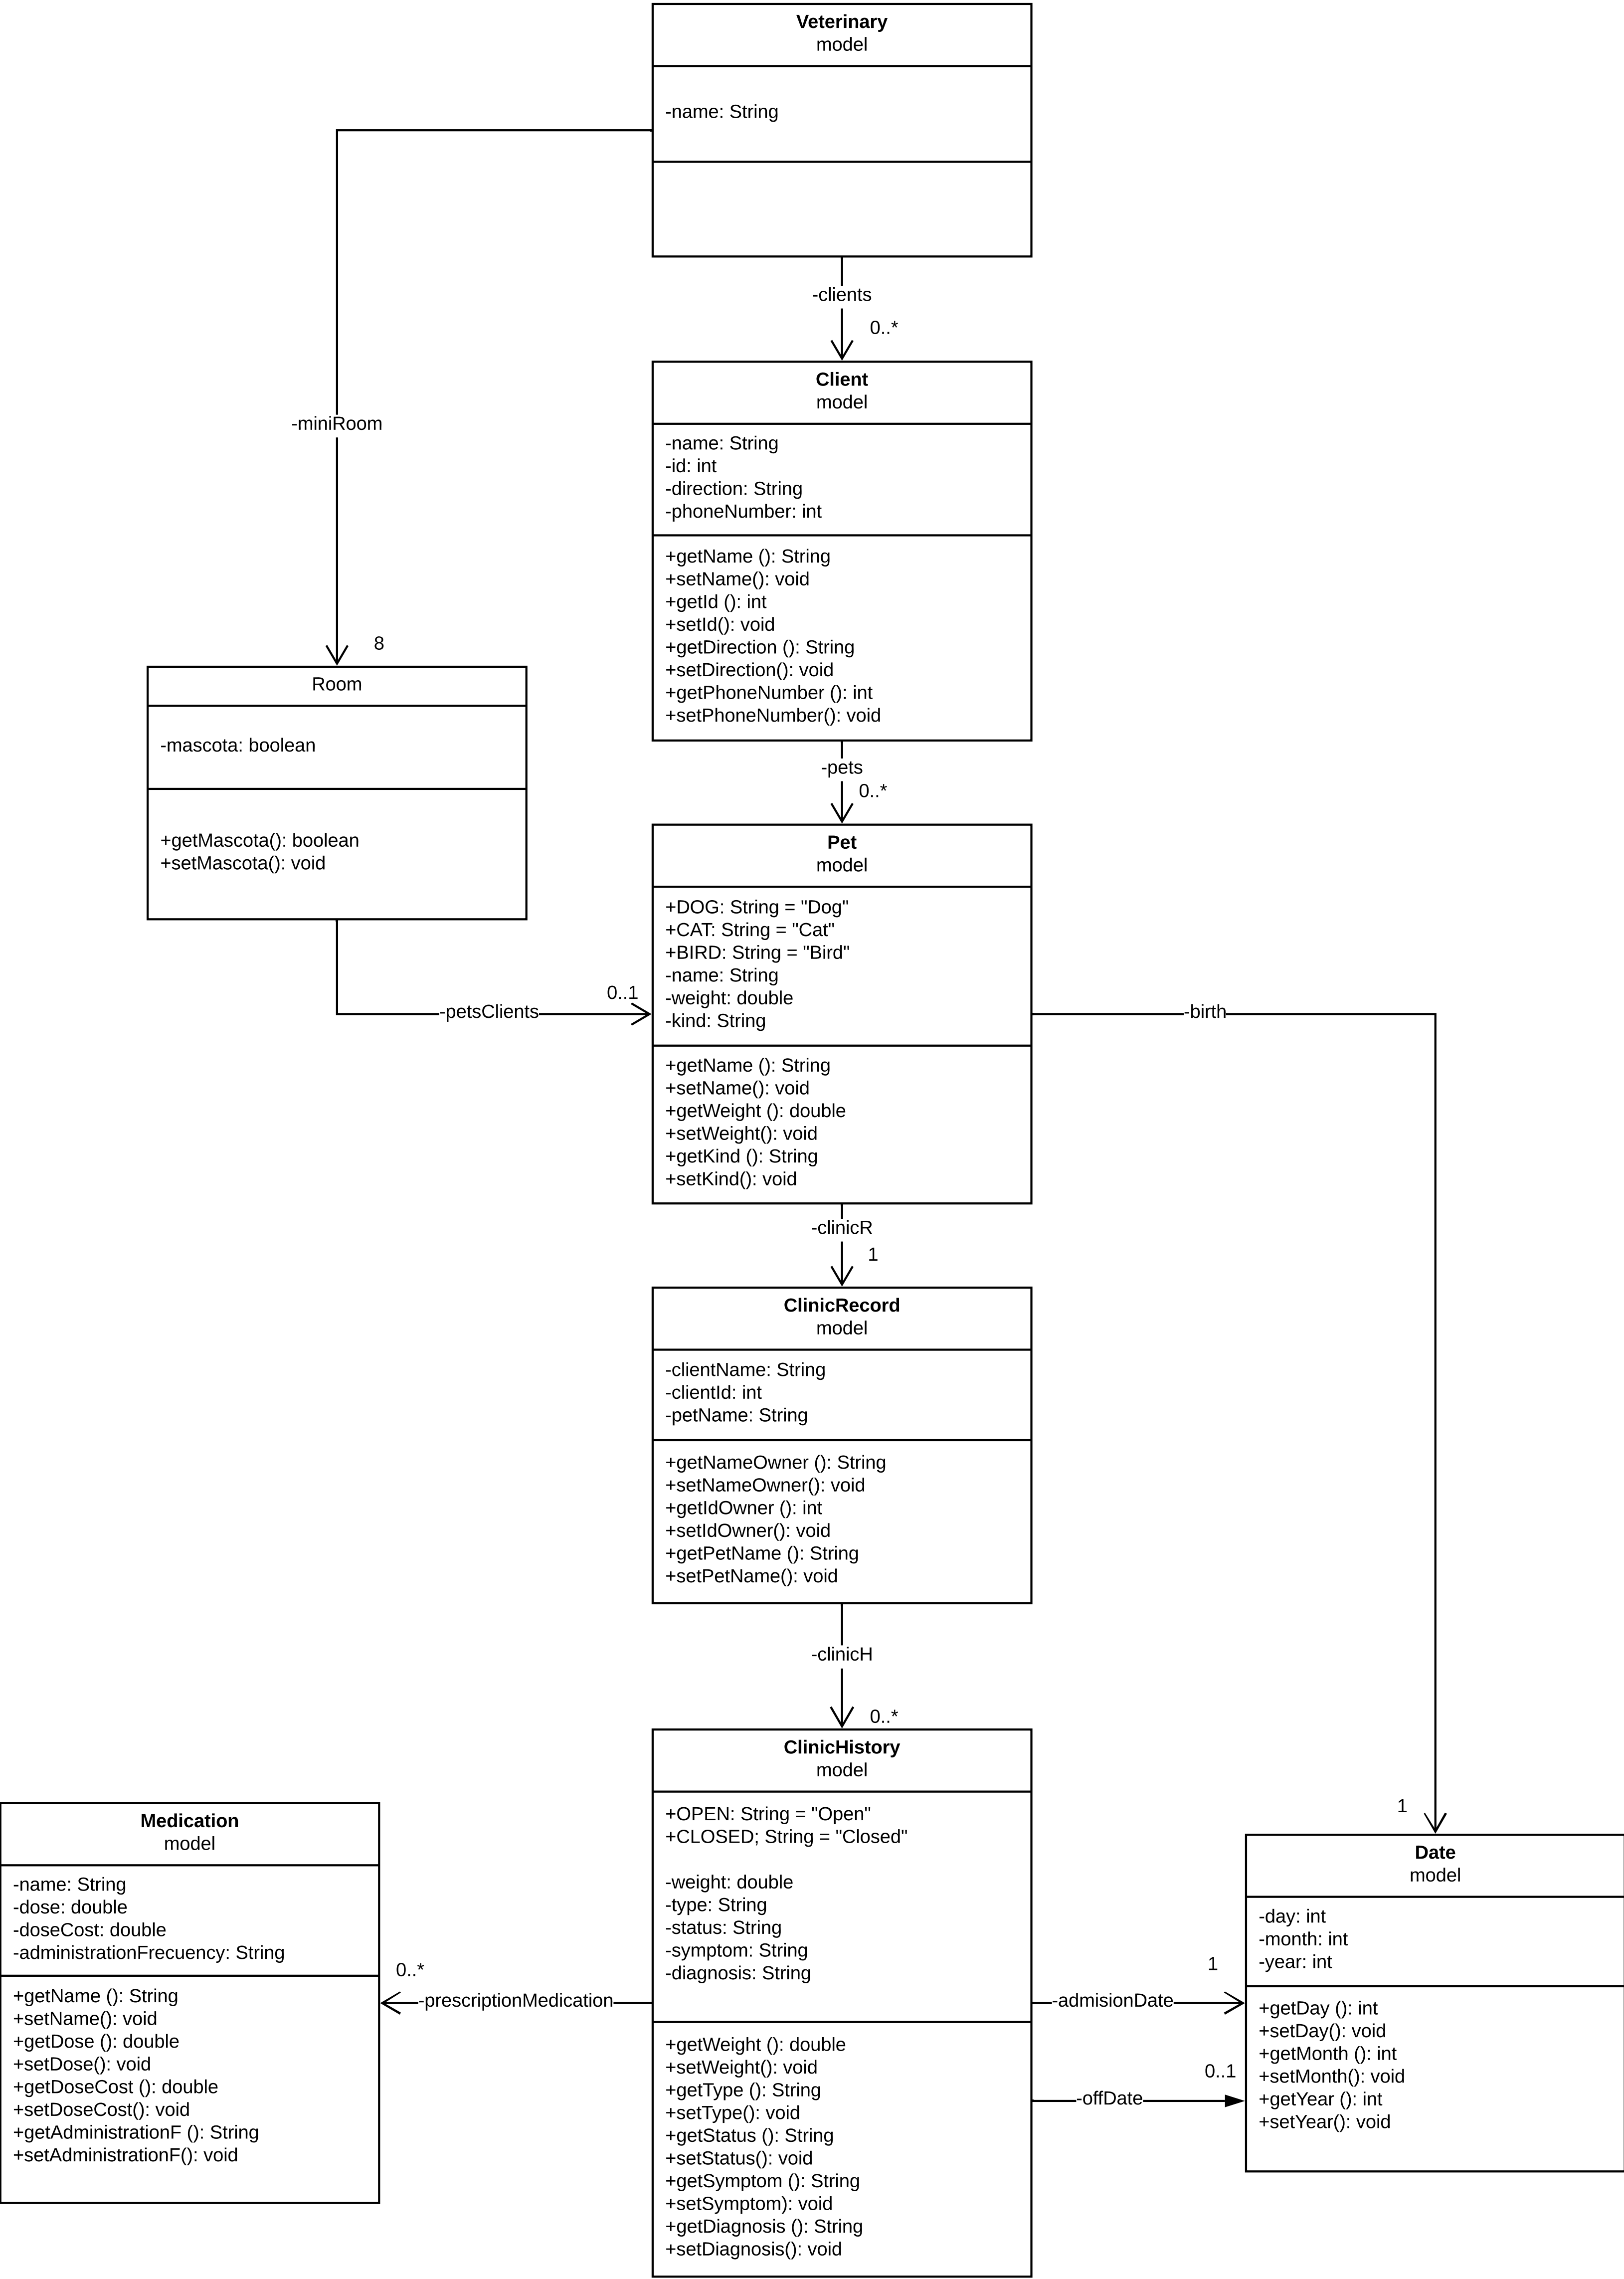 Veterinary
model
-name: String
-clients
0..*
-miniRoom
8
Client
model
-name: String
-id: int
-direction: String
-phoneNumber: int
+getName (): String
+setName(): void
+getId (): int
+setId(): void
+getDirection (): String
+setDirection(): void
+getPhoneNumber (): int
+setPhoneNumber(): void
Room
-mascota: boolean
+getMascota(): boolean
+setMascota(): void
-pets
0..*
Pet
model
+DOG: String = "Dog"
+CAT: String = "Cat"
+BIRD: String = "Bird"
-name: String
-weight: double
-kind: String
+getName (): String
+setName(): void
+getWeight (): double
+setWeight(): void
+getKind (): String
+setKind(): void
0..1
-petsClients
-birth
-clinicR
1
ClinicRecord
model
-clientName: String
-clientId: int
-petName: String
+getNameOwner (): String
+setNameOwner(): void
+getIdOwner (): int
+setIdOwner(): void
+getPetName (): String
+setPetName(): void
-clinicH
0..*
ClinicHistory
model
+OPEN: String = "Open"
+CLOSED; String = "Closed"
-weight: double
-type: String
-status: String
-symptom: String
-diagnosis: String
+getWeight (): double
+setWeight(): void
+getType (): String
+setType(): void
+getStatus (): String
+setStatus(): void
+getSymptom (): String
+setSymptom): void
+getDiagnosis (): String
+setDiagnosis(): void
Medication
model
-name: String
-dose: double
-doseCost: double
-administrationFrecuency: String
+getName (): String
+setName(): void
+getDose (): double
+setDose(): void
+getDoseCost (): double
+setDoseCost(): void
+getAdministrationF (): String
+setAdministrationF(): void
0..*
-prescriptionMedication
1
-admisionDate
0..1
-offDate
1
Date
model
-day: int
-month: int
-year: int
+getDay (): int
+setDay(): void
+getMonth (): int
+setMonth(): void
+getYear (): int
+setYear(): void